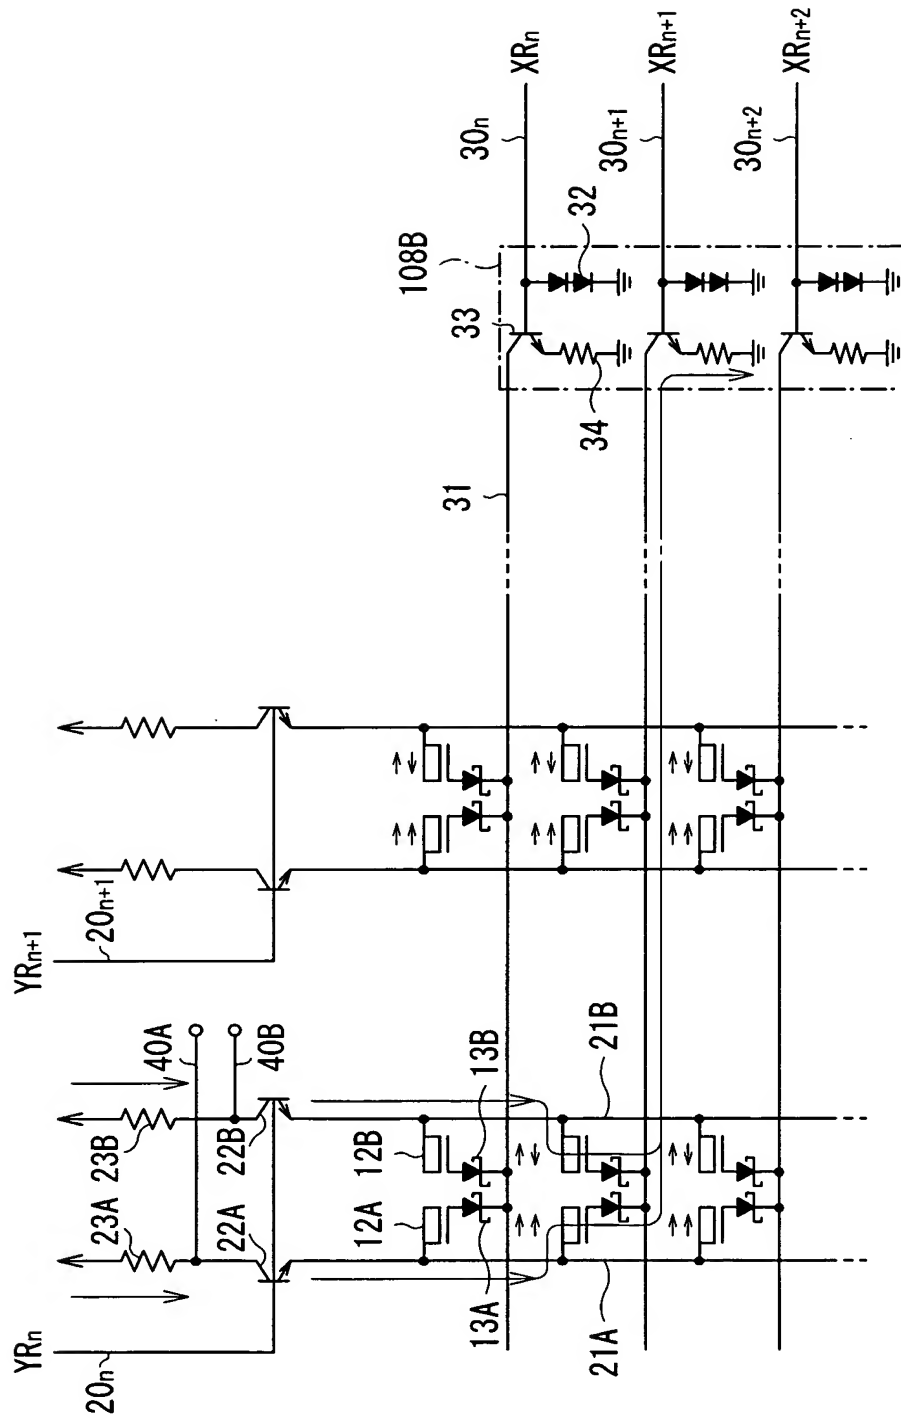 YRn
20n
23A
23B
40A
40B
22A
22B
YRn+1
20n+1
12A
12B
13A
13B
21A
21B
31
108B
33
32
34
30n
XRn
30n+1
XRn+1
30n+2
XRn+2